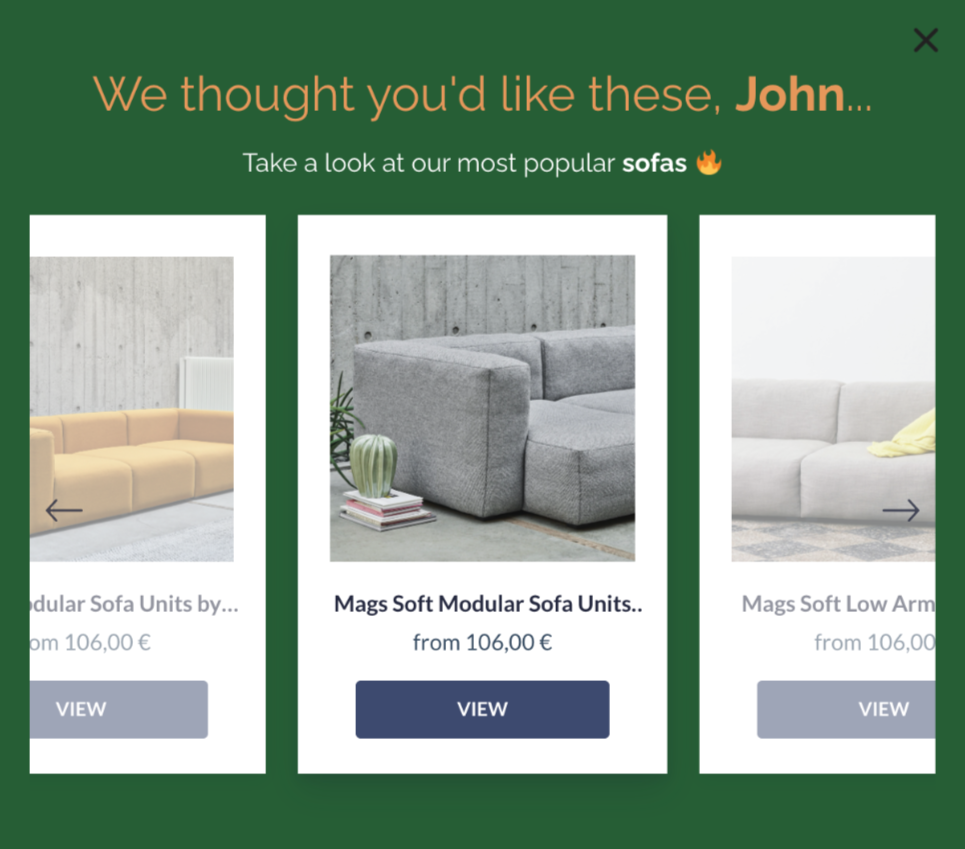 We thought you'd like these, John...
Take a look at our most popular sofas 🔥
odular Sofa Units by...
om 106,00 €
VIEW
Mags Soft Modular Sofa Units..
from 106,00 €
VIEW
Mags Soft Low Arm
from 106,00
VIEW